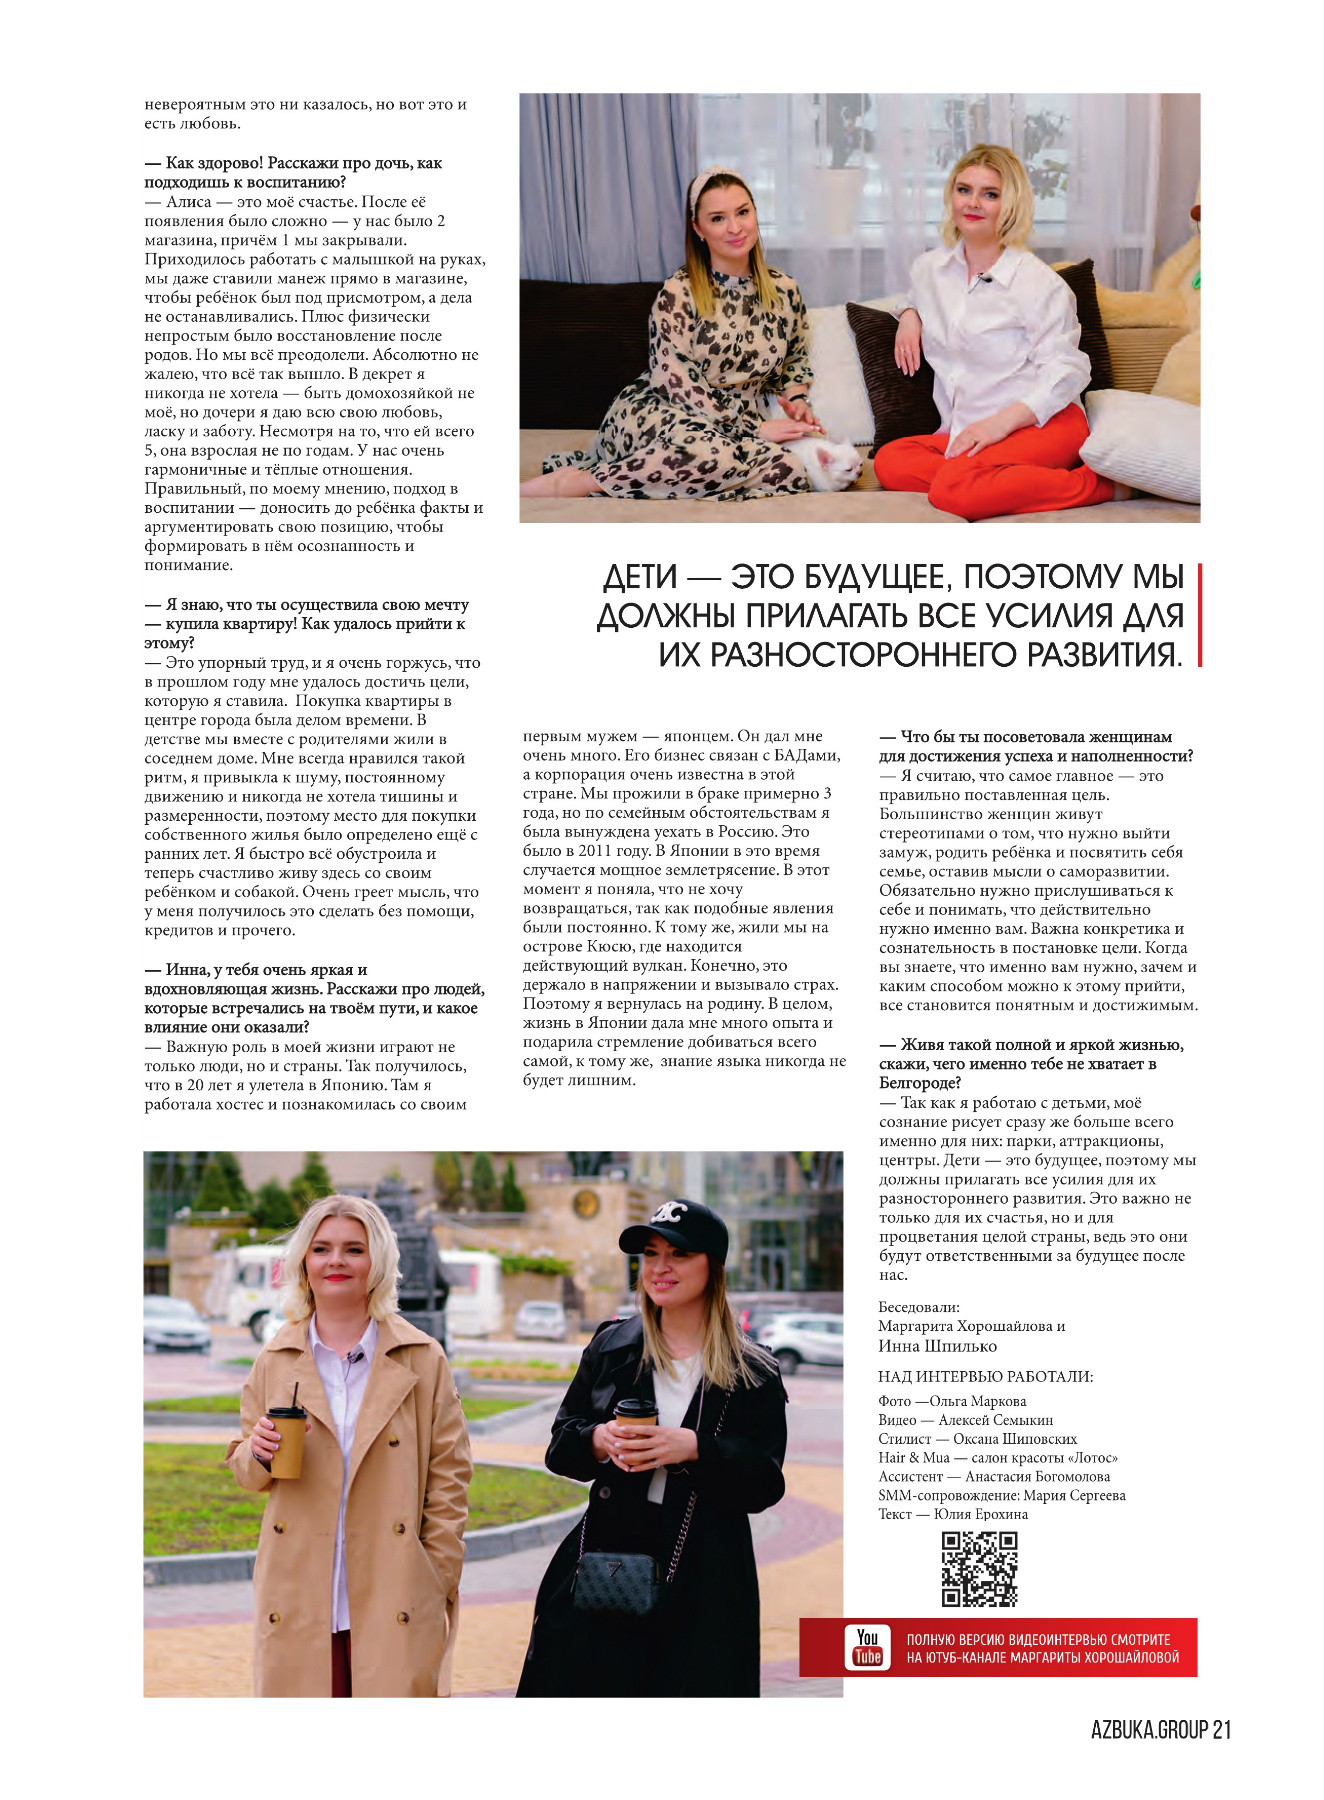 невероятным это ни казалось, но вот это и
есть любовь.
— Как здорово! Расскажи про дочь, как
подходишь к воспитанию?
— Алиса — это моё счастье. После её
появления было сложно — у нас было 2
магазина, причём 1 мы закрывали.
Приходилось работать с малышкой на руках,
мы даже ставили манеж прямо в магазине,
чтобы ребёнок был под присмотром, а дела
не останавливались. Плюс физически
непростым было восстановление после
родов. Но мы всё преодолели. Абсолютно не
жалею, что всё так вышло. В декрет я
никогда не хотела — быть домохозяйкой не
моё, но дочери я даю всю свою любовь,
ласку и заботу. Несмотря на то, что ей всего
5, она взрослая не по годам. У нас очень
гармоничные и тёплые отношения.
Правильный, по моему мнению, подход в
воспитании — доносить до ребёнка факты и
аргументировать свою позицию, чтобы
формировать в нём осознанность и
понимание.
— Я знаю, что ты осуществила свою мечту
— купила квартиру! Как удалось прийти к
этому?
— Это упорный труд, и я очень горжусь, что
в прошлом году мне удалось достичь цели,
которую я ставила.  Покупка квартиры в
центре города была делом времени. В
детстве мы вместе с родителями жили в
соседнем доме. Мне всегда нравился такой
ритм, я привыкла к шуму, постоянному
движению и никогда не хотела тишины и
размеренности, поэтому место для покупки
собственного жилья было определено ещё с
ранних лет. Я быстро всё обустроила и
теперь счастливо живу здесь со своим
ребёнком и собакой. Очень греет мысль, что
у меня получилось это сделать без помощи,
кредитов и прочего.
— Инна, у тебя очень яркая и
вдохновляющая жизнь. Расскажи про людей,
которые встречались на твоём пути, и какое
влияние они оказали?
— Важную роль в моей жизни играют не
только люди, но и страны. Так получилось,
что в 20 лет я улетела в Японию. Там я
работала хостес и познакомилась со своим
ДЕТИ — ЭТО БУДУЩЕЕ, ПОЭТОМУ МЫ
ДОЛЖНЫ ПРИЛАГАТЬ ВСЕ УСИЛИЯ ДЛЯ
ИХ РАЗНОСТОРОННЕГО РАЗВИТИЯ.
первым мужем — японцем. Он дал мне
очень много. Его бизнес связан с БАДами,
а корпорация очень известна в этой
стране. Мы прожили в браке примерно 3
года, но по семейным обстоятельствам я
была вынуждена уехать в Россию. Это
было в 2011 году. В Японии в это время
случается мощное землетрясение. В этот
момент я поняла, что не хочу
возвращаться, так как подобные явления
были постоянно. К тому же, жили мы на
острове Кюсю, где находится
действующий вулкан. Конечно, это
держало в напряжении и вызывало страх.
Поэтому я вернулась на родину. В целом,
жизнь в Японии дала мне много опыта и
подарила стремление добиваться всего
самой, к тому же,  знание языка никогда не
будет лишним.
— Что бы ты посоветовала женщинам
для достижения успеха и наполненности?
— Я считаю, что самое главное — это
правильно поставленная цель.
Большинство женщин живут
стереотипами о том, что нужно выйти
замуж, родить ребёнка и посвятить себя
семье, оставив мысли о саморазвитии.
Обязательно нужно прислушиваться к
себе и понимать, что действительно
нужно именно вам. Важна конкретика и
сознательность в постановке цели. Когда
вы знаете, что именно вам нужно, зачем и
каким способом можно к этому прийти,
все становится понятным и достижимым.
— Живя такой полной и яркой жизнью,
скажи, чего именно тебе не хватает в
Белгороде?
— Так как я работаю с детьми, моё
сознание рисует сразу же больше всего
именно для них: парки, аттракционы,
центры. Дети — это будущее, поэтому мы
должны прилагать все усилия для их
разностороннего развития. Это важно не
только для их счастья, но и для
процветания целой страны, ведь это они
будут ответственными за будущее после
нас.
Беседовали:
Маргарита Хорошайлова и
Инна Шпилько
НАД ИНТЕРВЬЮ РАБОТАЛИ:
Фото —Ольга Маркова
Видео — Алексей Семыкин
Стилист — Оксана Шиповских
Hair & Mua — салон красоты «Лотос»
Ассистент — Анастасия Богомолова
SMM-сопровождение: Мария Сергеева
Текст — Юлия Ерохина
You
Tube
ПОЛНУЮ ВЕРСИЮ ВИДЕОИНТЕРВЬЮ СМОТРИТЕ
НА ЮТУБ-КАНАЛЕ МАРГАРИТЫ ХОРОШАЙЛОВОЙ
AZBUKA.GROUP 21